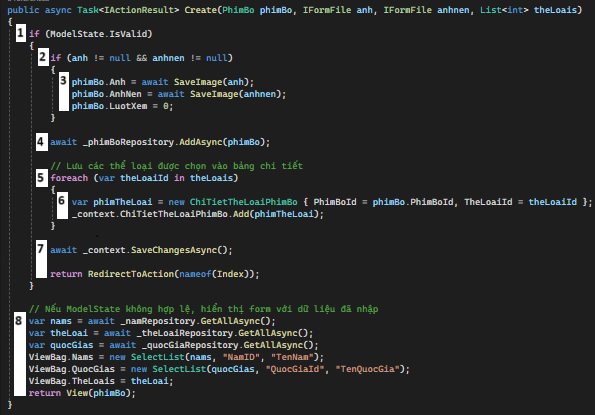 public async Task<IActionResult> Create(PhimBo phimBo, IFormFile anh, IFormFile anhnen, List<int> theLoais)
{
1 if (ModelState.IsValid)
{
2 if (anh != null && anhnen != null)
{
3 phimBo.Anh = await SaveImage(anh);
phimBo.AnhNen = await SaveImage(anhnen);
phimBo.LuotXem = 0;
}
4 await _phimBoRepository.AddAsync(phimBo);
// Lưu các thể loại được chọn vào bảng chi tiết
5 foreach (var theLoaiId in theLoais)
{
6 var phimTheLoai = new ChiTietTheLoaiPhimBo { PhimBoId = phimBo.PhimBoId, TheLoaiId = theLoaiId };
_context.ChiTietTheLoaiPhimBo.Add(phimTheLoai);
}
7 await _context.SaveChangesAsync();
return RedirectToAction(nameof(Index));
}
// Nếu ModelState không hợp lệ, hiển thị form với dữ liệu đã nhập
8 var nams = await _namRepository.GetAllAsync();
var theLoai = await _theLoaiRepository.GetAllAsync();
var quocGias = await _quocGiaRepository.GetAllAsync();
ViewBag.Nams = new SelectList(nams, "NamID", "TenNam");
ViewBag.QuocGias = new SelectList(quocGias, "QuocGiaId", "TenQuocGia");
ViewBag.TheLoais = theLoai;
return View(phimBo);
}